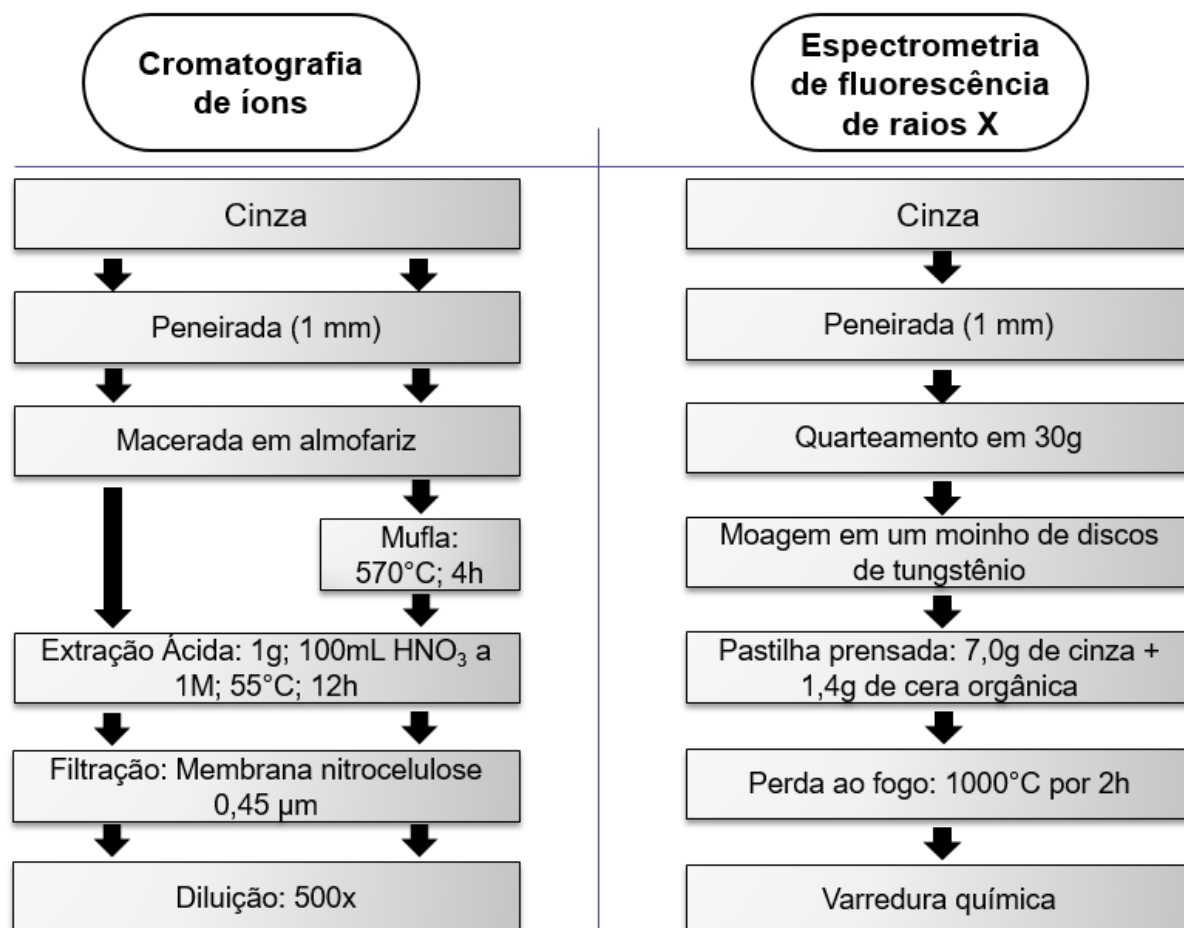 Cromatografia
de íons
Cinza
Peneirada (1 mm)
Macerada em almofariz
Mufla:
570°C; 4h
Extração Ácida: 1g; 100mL HNO₃ a
1M; 55°C; 12h
Filtração: Membrana nitrocelulose
0,45 µm
Diluição: 500x
Espectrometria
de fluorescência
de raios X
Cinza
Peneirada (1 mm)
Quarteamento em 30g
Moagem em um moinho de discos
de tungstênio
Pastilha prensada: 7,0g de cinza +
1,4g de cera orgânica
Perda ao fogo: 1000°C por 2h
Varredura química